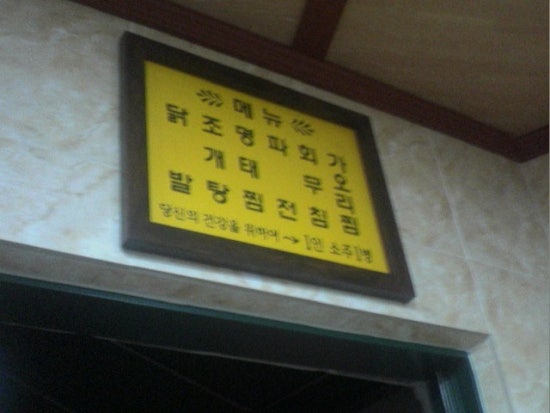 메뉴
닭발
조개탕
명태찜
파전
회무침
가오리찜
당신의 건강을 위하여 → 1인 소주1병